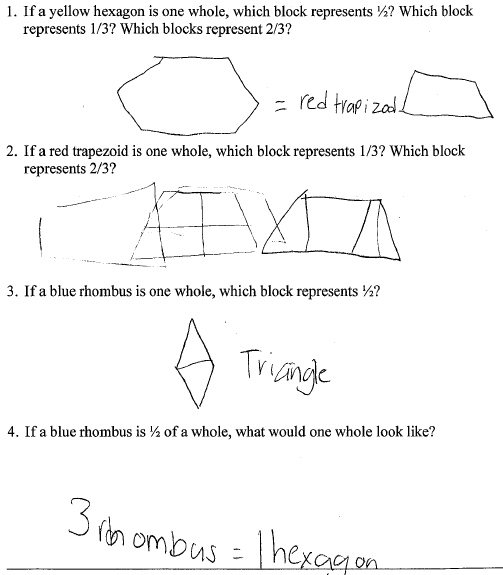 1. If a yellow hexagon is one whole, which block represents ½? Which block
represents 1/3? Which blocks represent 2/3?
= red trapizod
2. If a red trapezoid is one whole, which block represents 1/3? Which block
represents 2/3?
3. If a blue rhombus is one whole, which block represents ½?
Triangle
4. If a blue rhombus is ½ of a whole, what would one whole look like?
3 rhombus = 1 hexagon